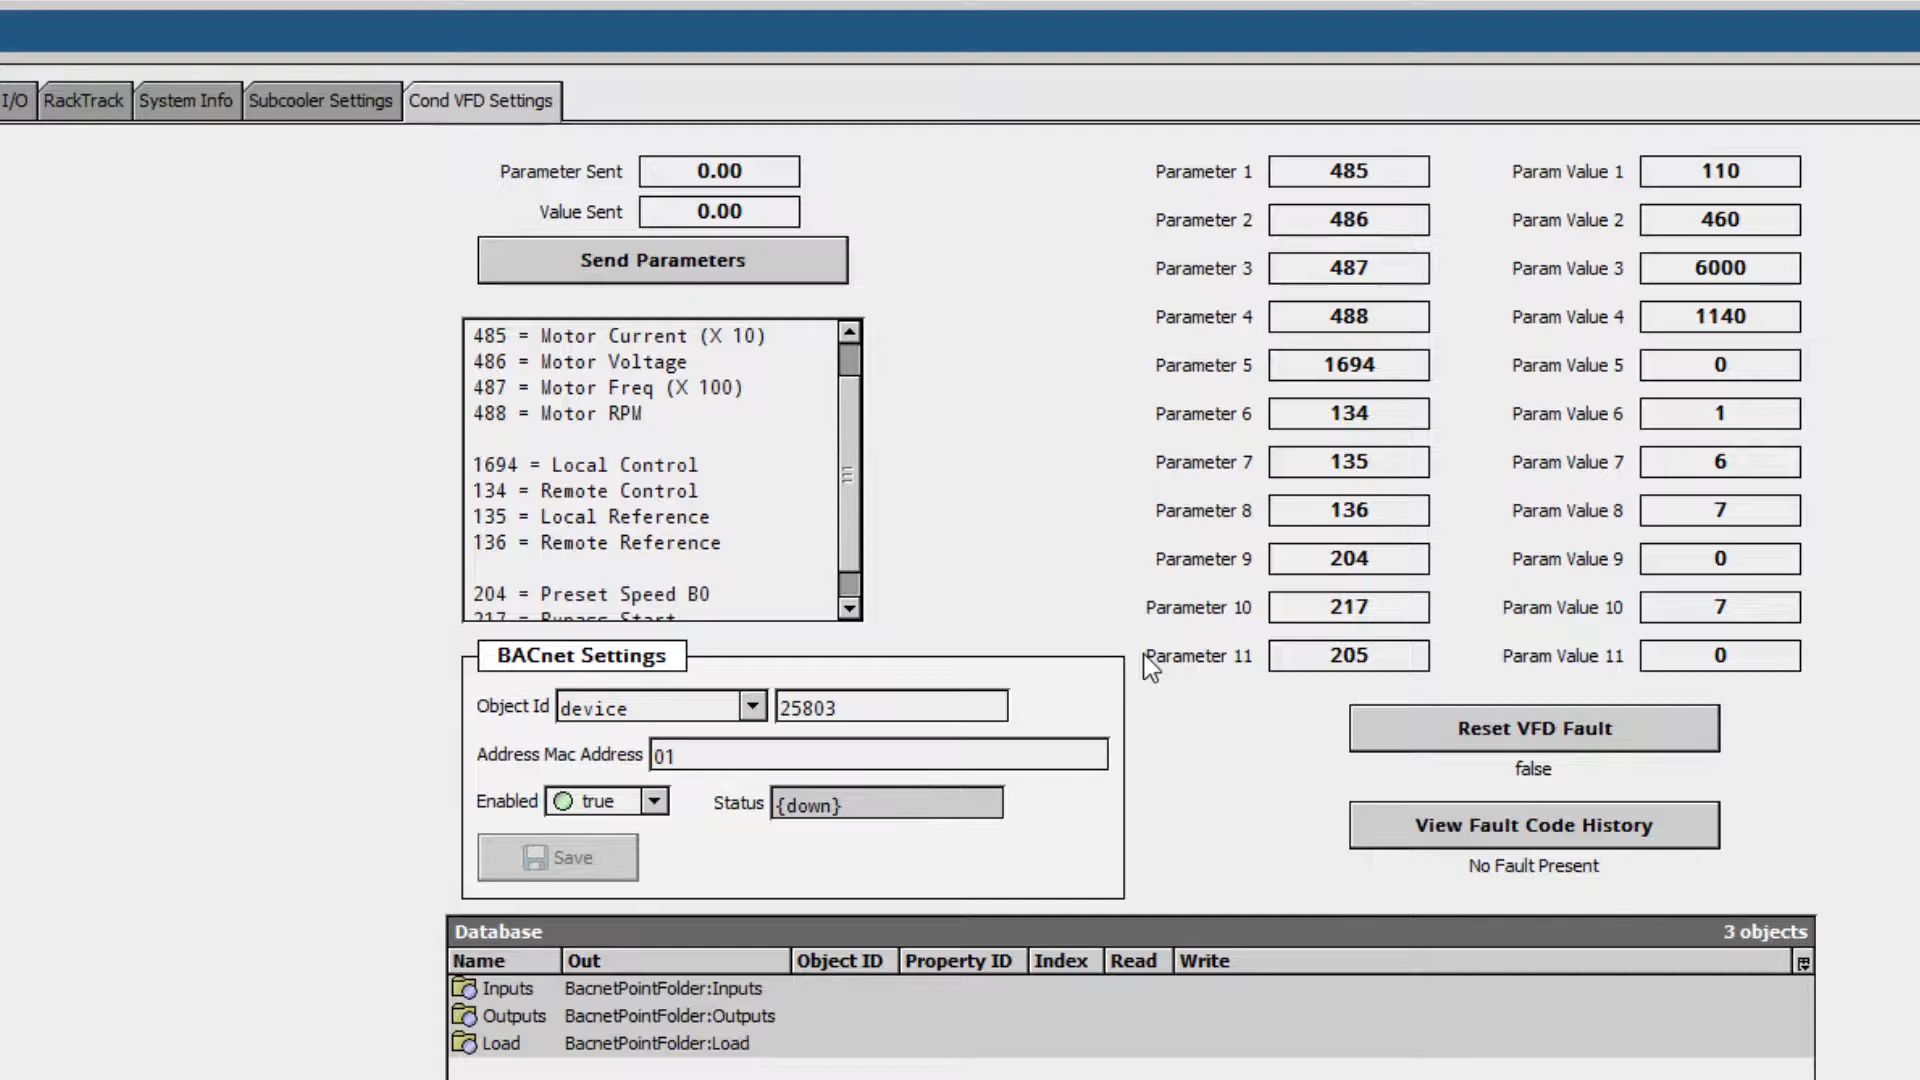 I/O RackTrack System Info Subcooler Settings Cond VFD Settings
Parameter Sent 0.00
Value Sent 0.00
Send Parameters
485 = Motor Current (X 10)
486 = Motor Voltage
487 = Motor Freq (X 100)
488 = Motor RPM
1694 = Local Control
134 = Remote Control
135 = Local Reference
136 = Remote Reference
204 = Preset Speed B0
217 = Bypass Start
Parameter 1 485 Param Value 1 110
Parameter 2 486 Param Value 2 460
Parameter 3 487 Param Value 3 6000
Parameter 4 488 Param Value 4 1140
Parameter 5 1694 Param Value 5 0
Parameter 6 134 Param Value 6 1
Parameter 7 135 Param Value 7 6
Parameter 8 136 Param Value 8 7
Parameter 9 204 Param Value 9 0
Parameter 10 217 Param Value 10 7
Parameter 11 205 Param Value 11 0
BACnet Settings
Object Id device 25803
Address Mac Address 01
Enabled true Status {down}
Save
Reset VFD Fault
false
View Fault Code History
No Fault Present
Database 3 objects
Name Out Object ID Property ID Index Read Write
Inputs BacnetPointFolder:Inputs
Outputs BacnetPointFolder:Outputs
Load BacnetPointFolder:Load